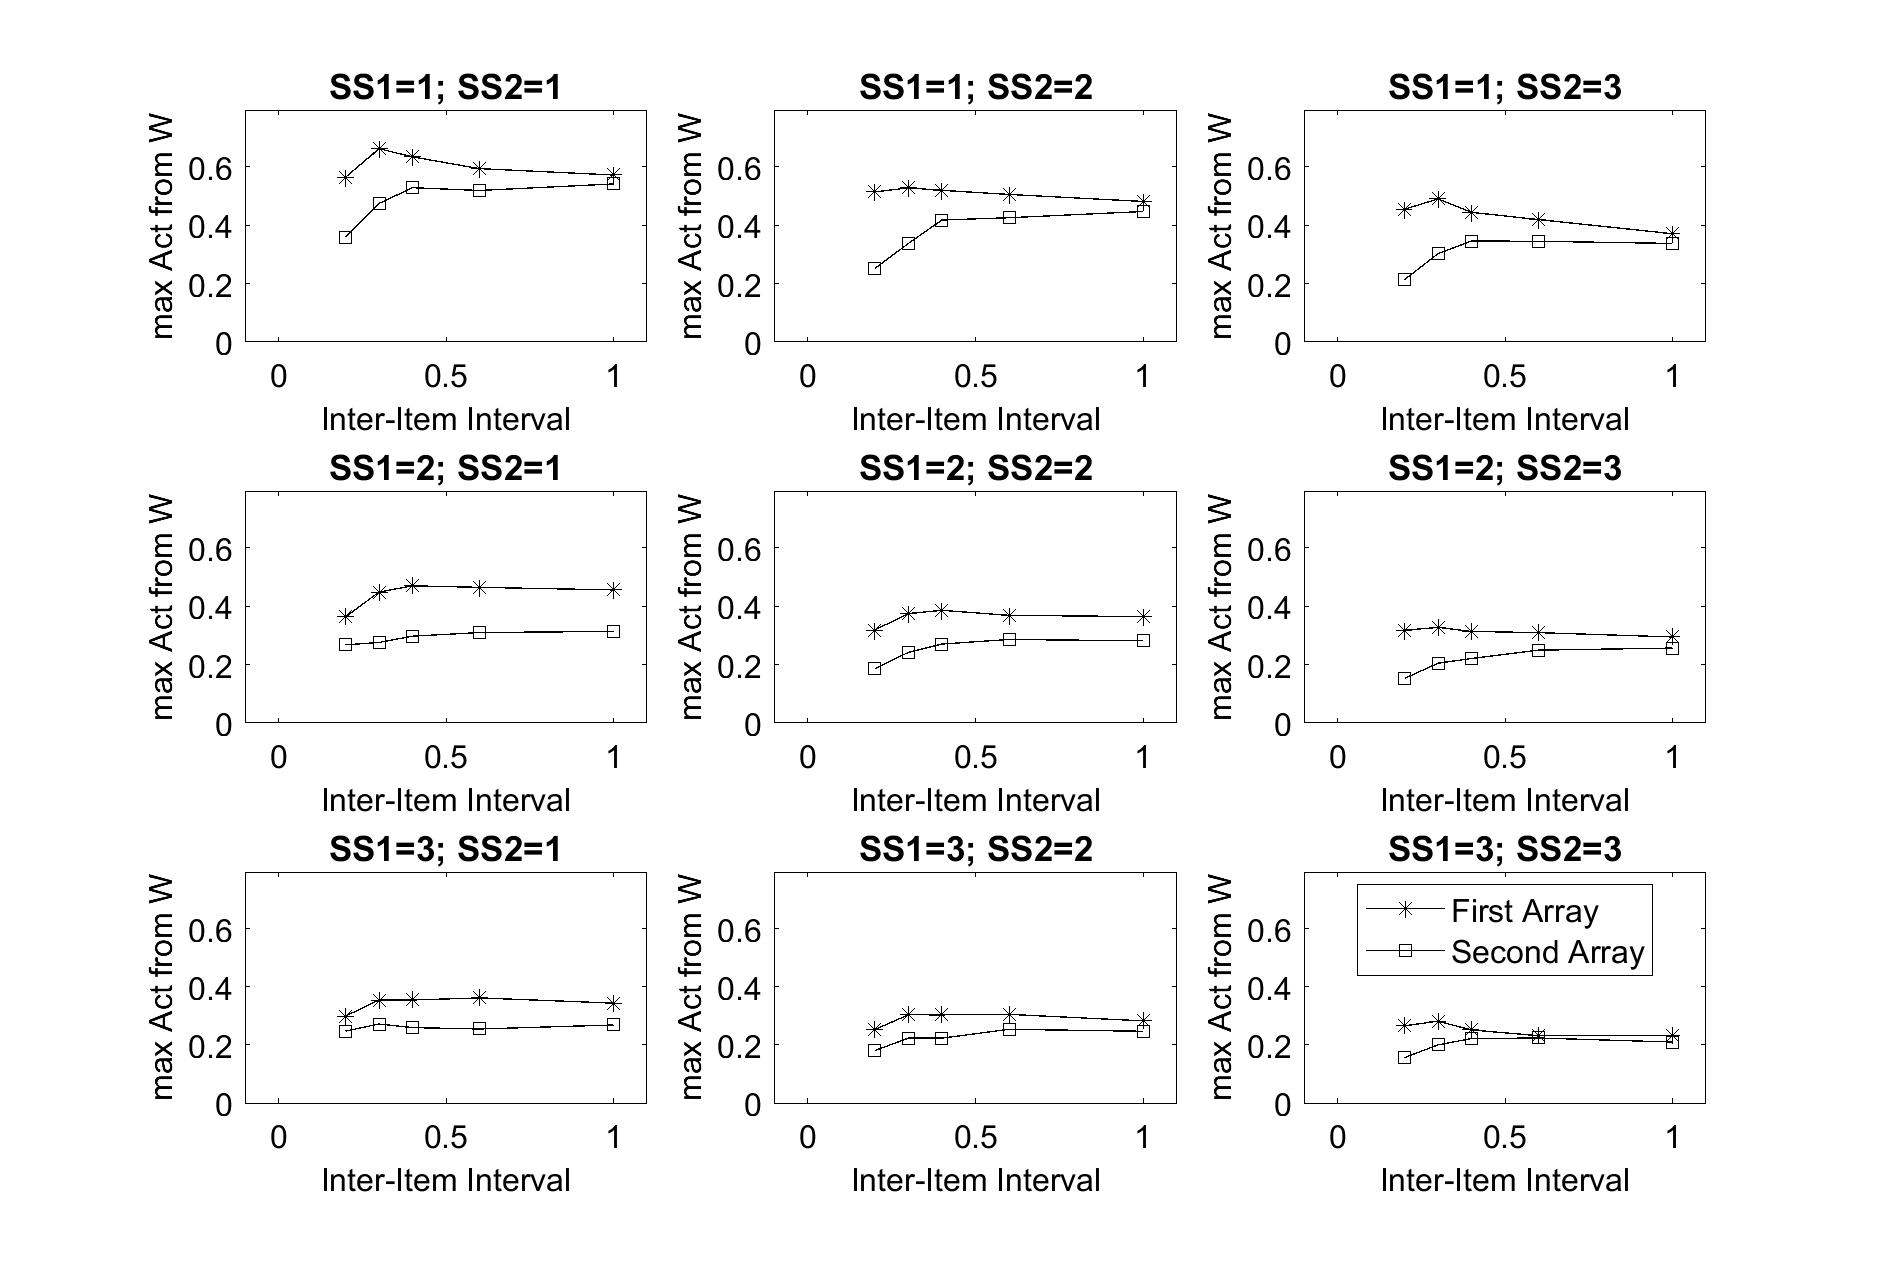 SS1=1; SS2=1
max Act from W
0.6
0.4
0.2
0
0 0.5 1
Inter-Item Interval
SS1=1; SS2=2
max Act from W
0.6
0.4
0.2
0
0 0.5 1
Inter-Item Interval
SS1=1; SS2=3
max Act from W
0.6
0.4
0.2
0
0 0.5 1
Inter-Item Interval
SS1=2; SS2=1
max Act from W
0.6
0.4
0.2
0
0 0.5 1
Inter-Item Interval
SS1=2; SS2=2
max Act from W
0.6
0.4
0.2
0
0 0.5 1
Inter-Item Interval
SS1=2; SS2=3
max Act from W
0.6
0.4
0.2
0
0 0.5 1
Inter-Item Interval
SS1=3; SS2=1
max Act from W
0.6
0.4
0.2
0
0 0.5 1
Inter-Item Interval
SS1=3; SS2=2
max Act from W
0.6
0.4
0.2
0
0 0.5 1
Inter-Item Interval
SS1=3; SS2=3
max Act from W
0.6
0.4
0.2
0
First Array
Second Array
0 0.5 1
Inter-Item Interval